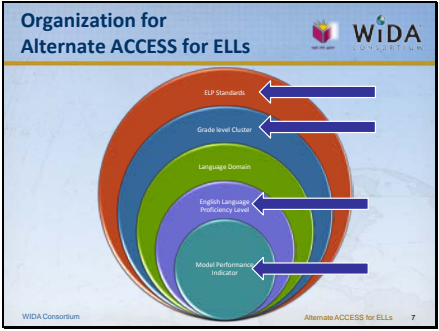 Organization for
Alternate ACCESS for ELLs
WIDA
CONSORTIUM
ELP Standards
Grade level Cluster
Language Domain
English Language
Proficiency Level
Model Performance
Indicator
WIDA Consortium
Alternate ACCESS for ELLs 7